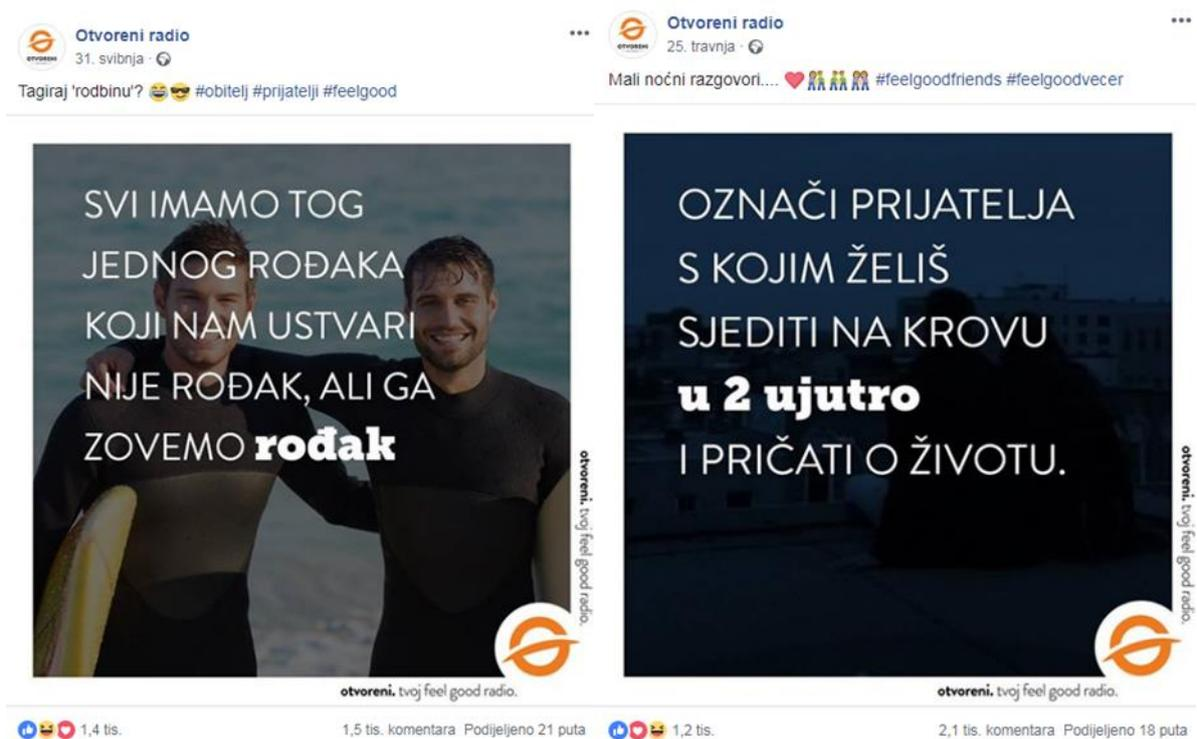 Otvoreni radio
31. svibnja
Tagiraj 'rodbinu'? 😂😎 #obitelj #prijatelji #feelgood
SVI IMAMO TOG
JEDNOG ROĐAKA
KOJI NAM USTVARI
NIJE ROĐAK, ALI GA
ZOVEMO rođak
otvoreni. tvoj feel good radio.
otvoreni. tvoj feel good radio.
1,4 tis. 1,5 tis. komentara Podijeljeno 21 puta
Otvoreni radio
25. travnja
Mali noćni razgovori.... ❤️👫👬👭 #feelgoodfriends #feelgoodvecer
OZNAČI PRIJATELJA
S KOJIM ŽELIŠ
SJEDITI NA KROVU
u 2 ujutro
I PRIČATI O ŽIVOTU.
otvoreni. tvoj feel good radio.
otvoreni. tvoj feel good radio.
1,2 tis. 2,1 tis. komentara Podijeljeno 18 puta